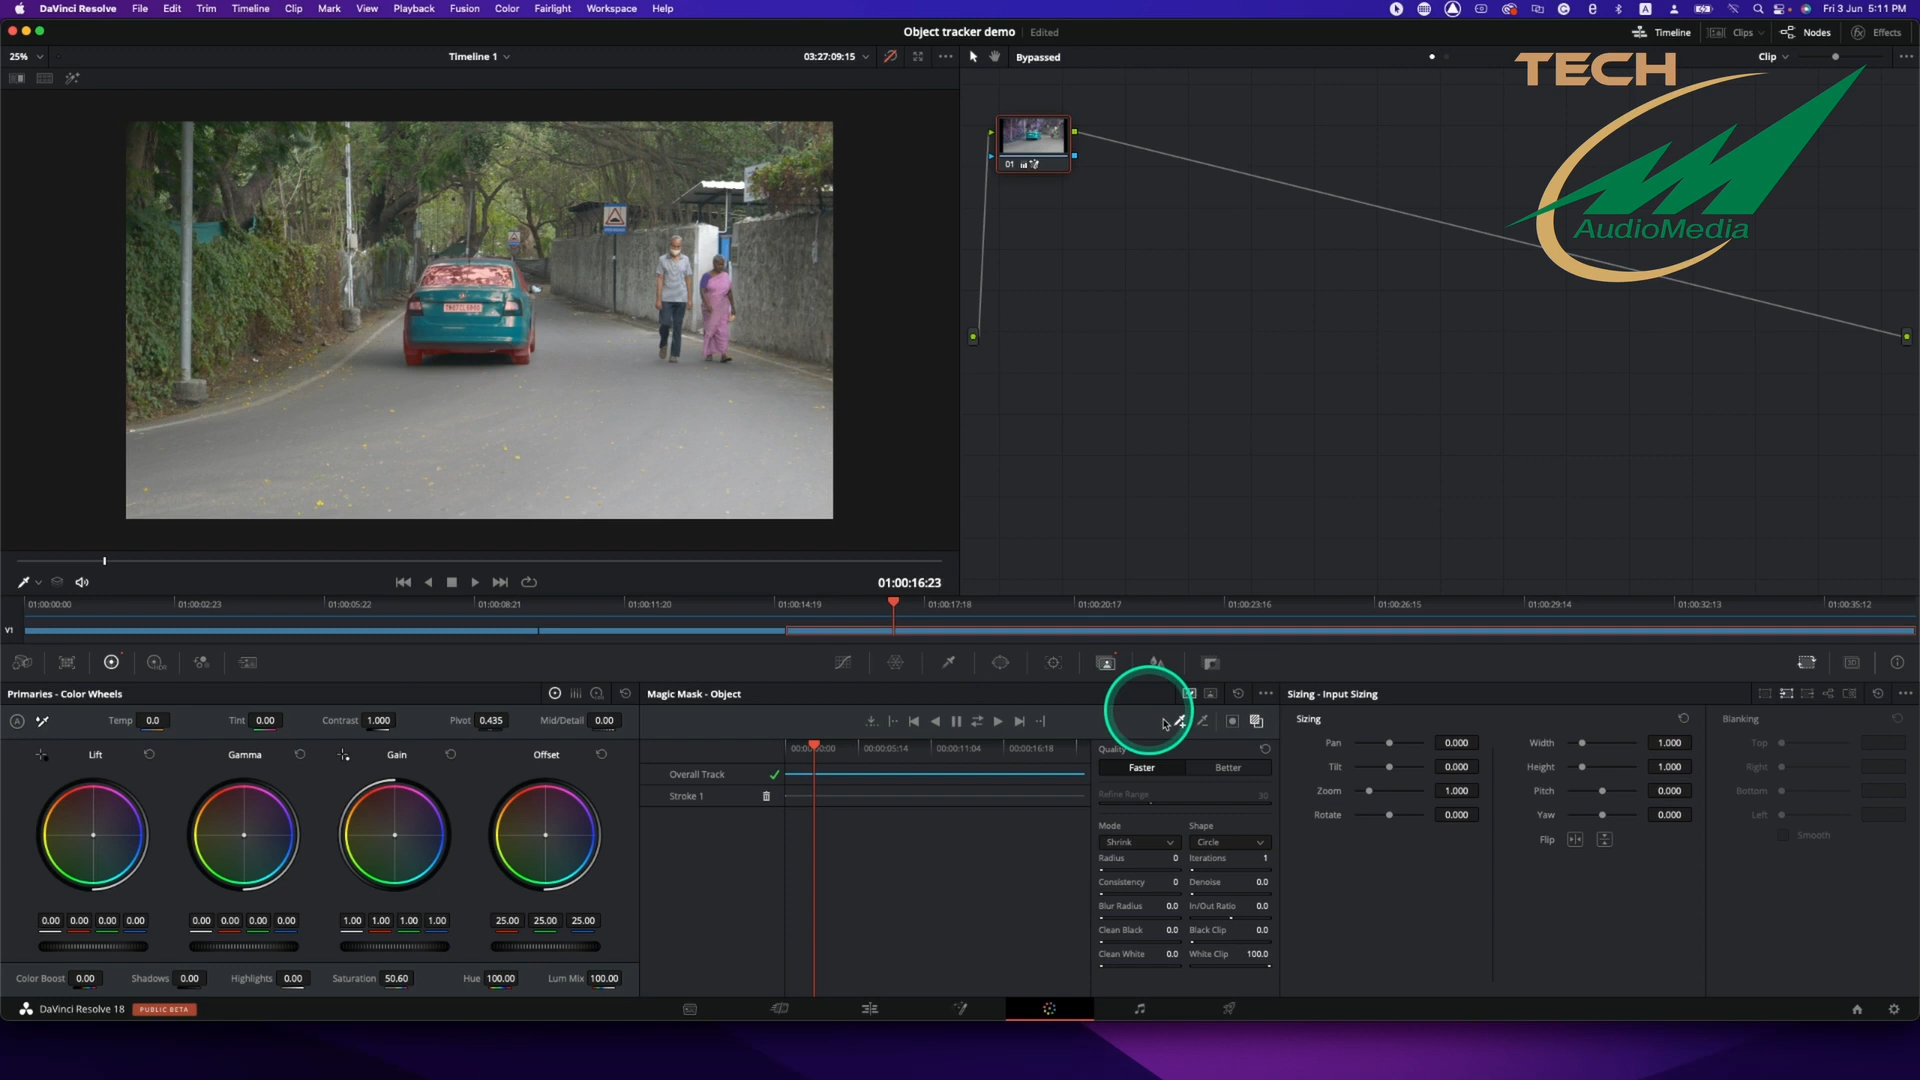 DaVinci Resolve File Edit Trim Timeline Clip Mark View Playback Fusion Color Fairlight Workspace Help Fri 3 Jun 5:11 PM
Object tracker demo Edited
Timeline Clips Nodes Effects
25% Timeline 1 03:27:09:15 Bypassed Clip
TECH
AudioMedia
01
01:00:16:23
01:00:00:00 01:00:02:23 01:00:05:22 01:00:08:21 01:00:11:20 01:00:14:19 01:00:17:18 01:00:20:17 01:00:23:16 01:00:26:15 01:00:29:14 01:00:32:13 01:00:35:12
V1
Primaries - Color Wheels
Temp 0.0 Tint 0.00 Contrast 1.000 Pivot 0.435 Mid/Detail 0.00
Lift Gamma Gain Offset
0.00 0.00 0.00 0.00 0.00 0.00 0.00 0.00 1.00 1.00 1.00 1.00 25.00 25.00 25.00
Color Boost 0.00 Shadows 0.00 Highlights 0.00 Saturation 50.60 Hue 100.00 Lum Mix 100.00
Magic Mask - Object
00:00:05:14 00:00:11:04 00:00:16:18
Overall Track
Stroke 1
Quality
Faster Better
Refine Range 30
Mode Shape
Shrink Circle
Radius 0 Iterations 1
Consistency 0 Denoise 0.0
Blur Radius 0.0 In/Out Ratio 0.0
Clean Black 0.0 Black Clip 0.0
Clean White 0.0 White Clip 100.0
Sizing - Input Sizing
Sizing Blanking
Pan 0.000 Width 1.000 Top
Tilt 0.000 Height 1.000 Right
Zoom 1.000 Pitch 0.000 Bottom
Rotate 0.000 Yaw 0.000 Left
Flip Smooth
DaVinci Resolve 18 PUBLIC BETA